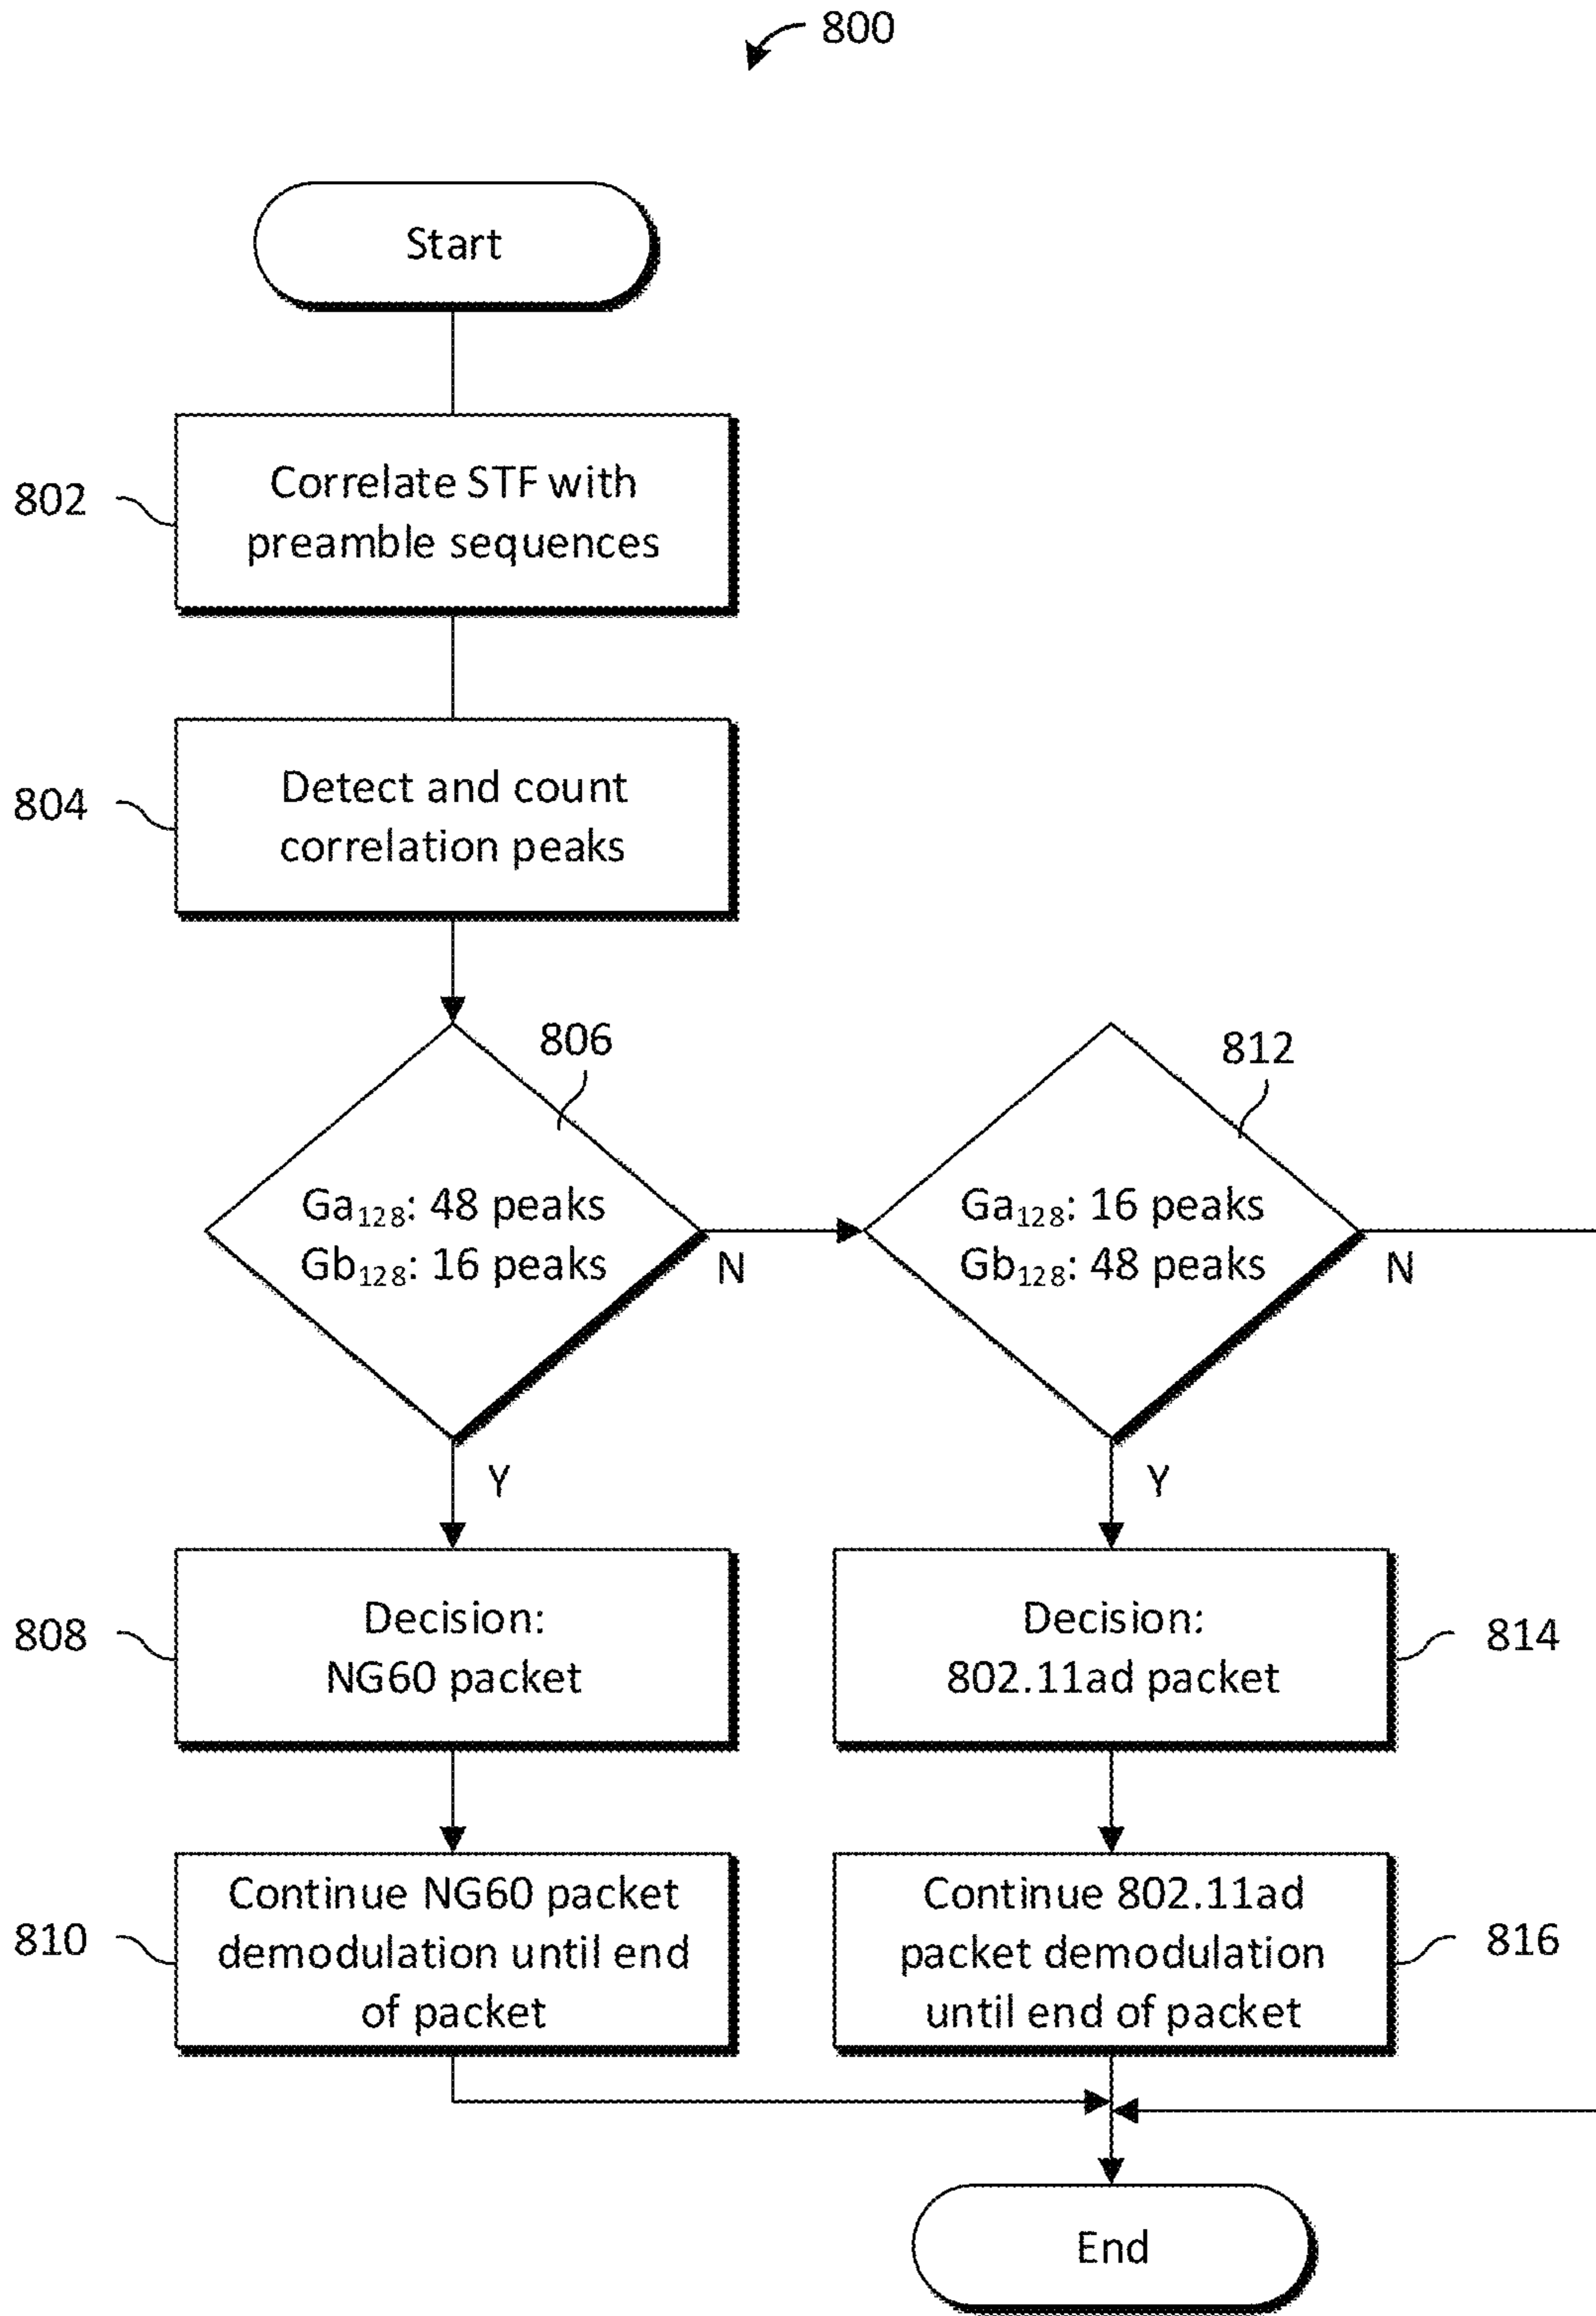 800
Start
802
Correlate STF with
preamble sequences
804
Detect and count
correlation peaks
806
Ga₁₂₈: 48 peaks
Gb₁₂₈: 16 peaks
N
Y
812
Ga₁₂₈: 16 peaks
Gb₁₂₈: 48 peaks
N
Y
808
Decision:
NG60 packet
Decision:
802.11ad packet
814
810
Continue NG60 packet
demodulation until end
of packet
Continue 802.11ad
packet demodulation
until end of packet
816
End